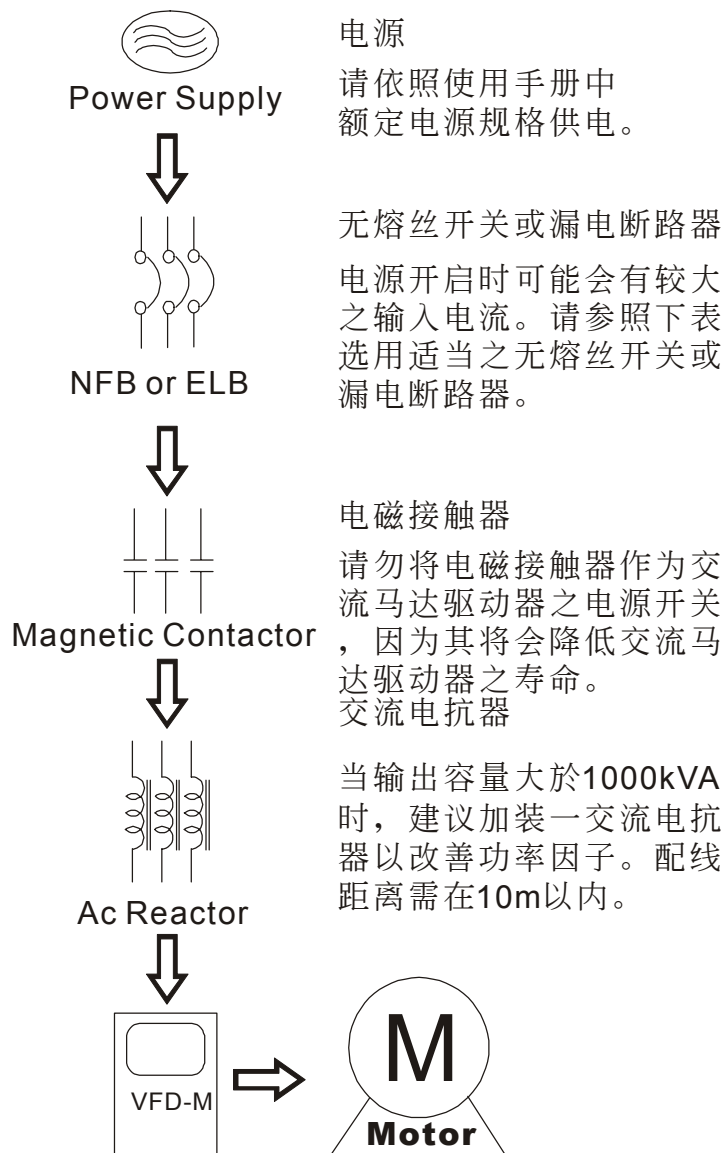 电源
Power Supply
请依照使用手册中
额定电源规格供电。
无熔丝开关或漏电断路器
电源开启时可能会有较大
之输入电流。请参照下表
选用适当之无熔丝开关或
漏电断路器。
NFB or ELB
电磁接触器
请勿将电磁接触器作为交
流马达驱动器之电源开关
，因为其将会降低交流马
达驱动器之寿命。
Magnetic Contactor
交流电抗器
当输出容量大於1000kVA
时，建议加装一交流电抗
器以改善功率因子。配线
距离需在10m以内。
Ac Reactor
VFD-M
M
Motor